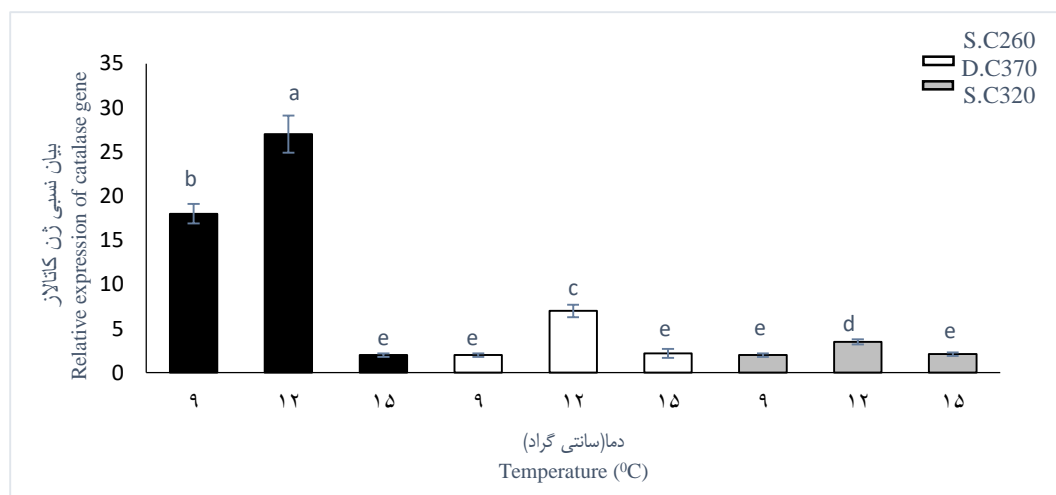 S.C260
D.C370
S.C320
بیان نسبی ژن کاتالاز
Relative expression of catalase gene
35
30
25
20
15
10
5
0
b
a
e
e
c
e
e
d
e
۹
۱۲
۱۵
۹
۱۲
۱۵
۹
۱۲
۱۵
دما(سانتی گراد)
Temperature (⁰C)